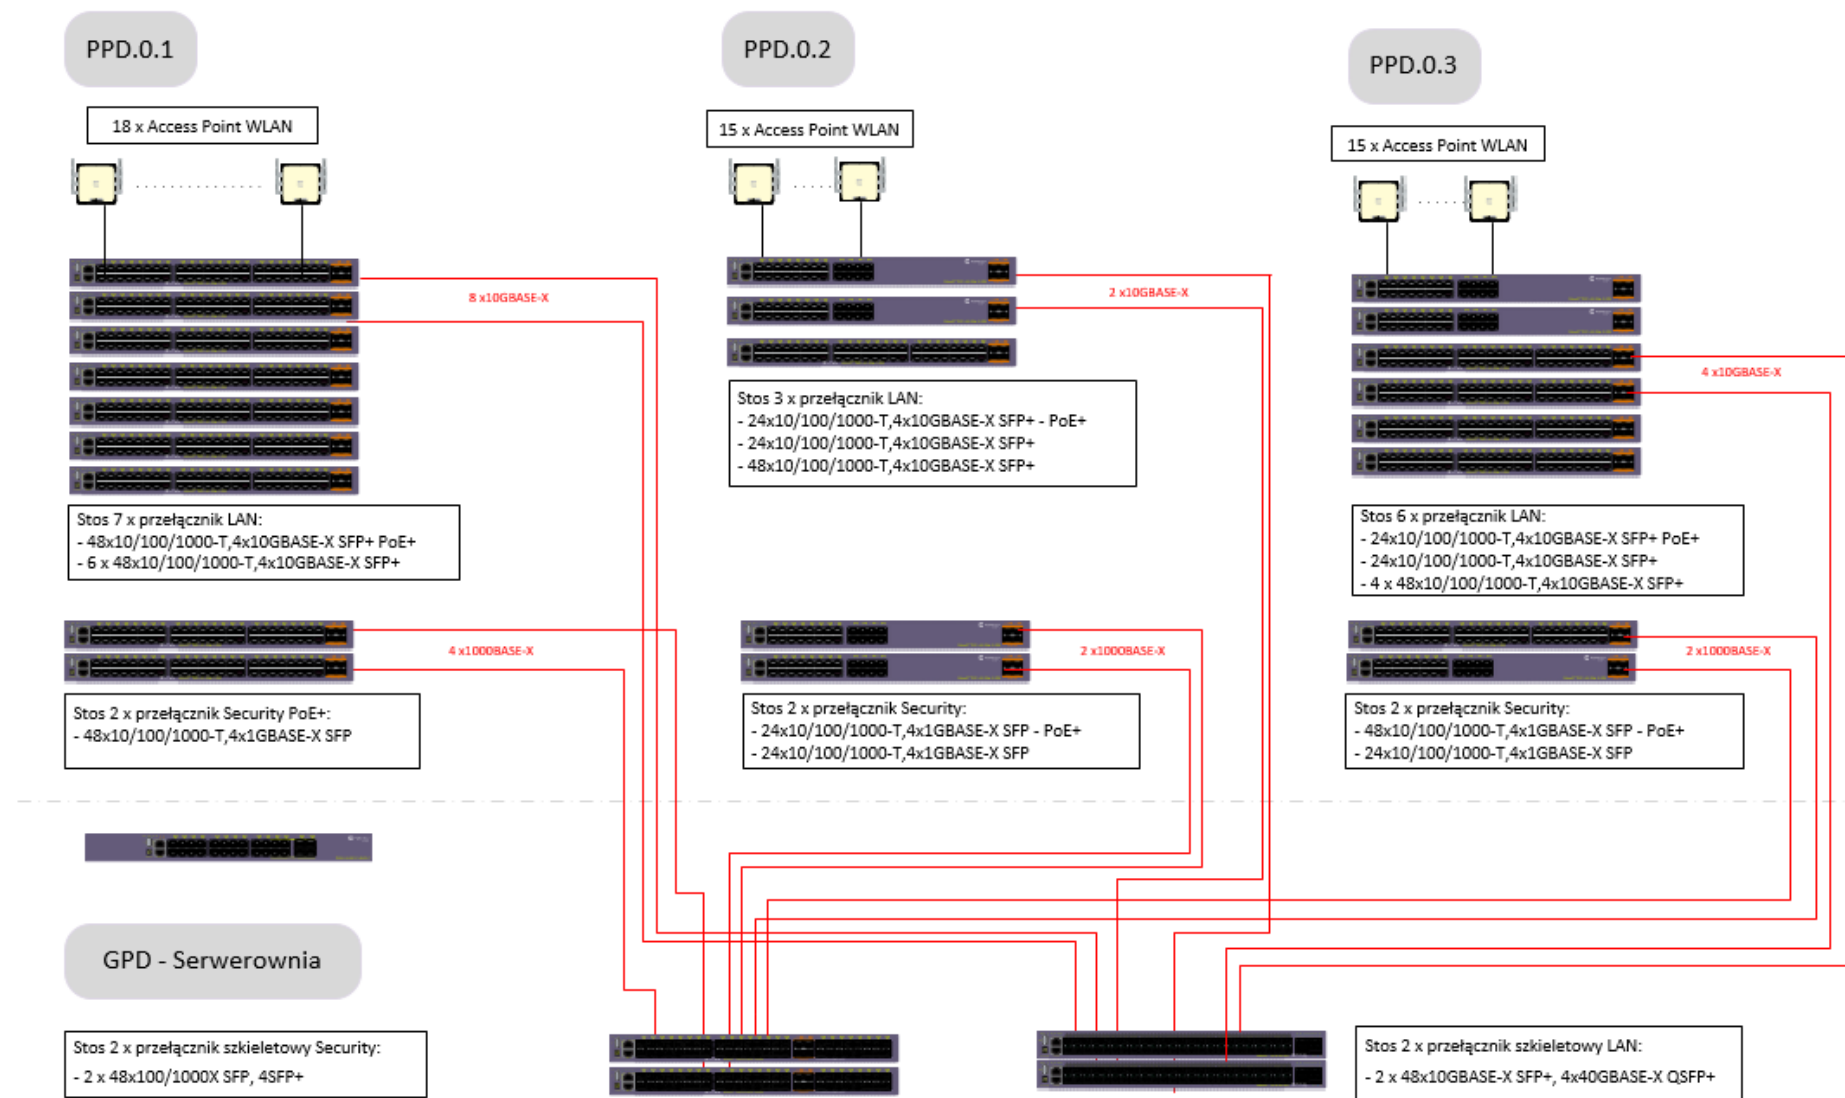 PPD.0.1
PPD.0.2
PPD.0.3
18 x Access Point WLAN
15 x Access Point WLAN
15 x Access Point WLAN
8 x10GBASE-X
2 x10GBASE-X
4 x10GBASE-X
Stos 7 x przełącznik LAN:
- 48x10/100/1000-T,4x10GBASE-X SFP+ PoE+
- 6 x 48x10/100/1000-T,4x10GBASE-X SFP+
Stos 3 x przełącznik LAN:
- 24x10/100/1000-T,4x10GBASE-X SFP+ - PoE+
- 24x10/100/1000-T,4x10GBASE-X SFP+
- 48x10/100/1000-T,4x10GBASE-X SFP+
Stos 6 x przełącznik LAN:
- 24x10/100/1000-T,4x10GBASE-X SFP+ PoE+
- 24x10/100/1000-T,4x10GBASE-X SFP+
- 4 x 48x10/100/1000-T,4x10GBASE-X SFP+
4 x1000BASE-X
2 x1000BASE-X
2 x1000BASE-X
Stos 2 x przełącznik Security PoE+:
- 48x10/100/1000-T,4x1GBASE-X SFP
Stos 2 x przełącznik Security:
- 24x10/100/1000-T,4x1GBASE-X SFP - PoE+
- 24x10/100/1000-T,4x1GBASE-X SFP
Stos 2 x przełącznik Security:
- 48x10/100/1000-T,4x1GBASE-X SFP - PoE+
- 24x10/100/1000-T,4x1GBASE-X SFP
GPD - Serwerownia
Stos 2 x przełącznik szkieletowy Security:
- 2 x 48x100/1000X SFP, 4SFP+
Stos 2 x przełącznik szkieletowy LAN:
- 2 x 48x10GBASE-X SFP+, 4x40GBASE-X QSFP+